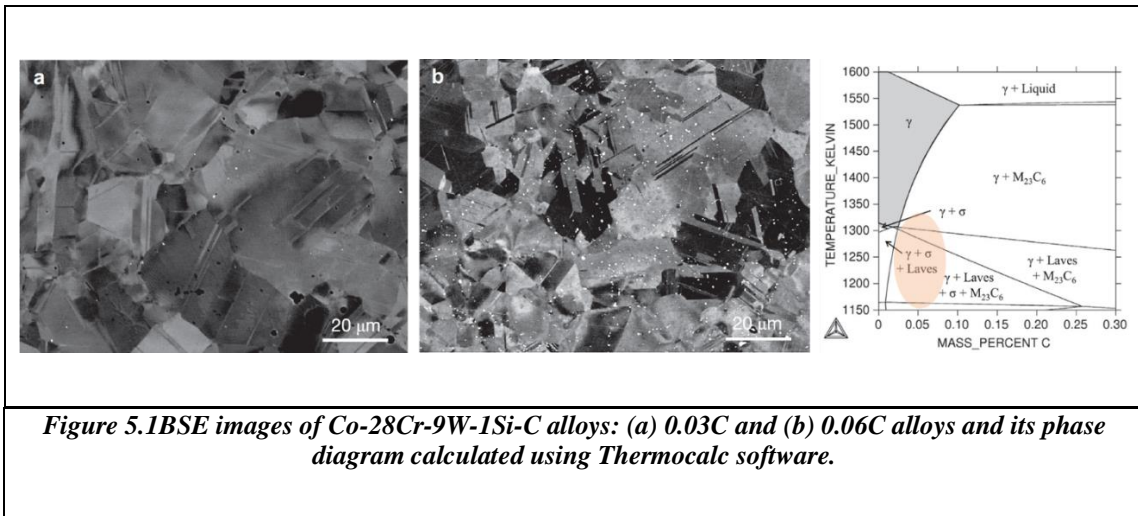 a
20 μm
b
20 μm
TEMPERATURE_KELVIN
1600
1550
1500
1450
1400
1350
1300
1250
1200
1150
γ + Liquid
γ
γ + M₂₃C₆
γ + σ
γ + σ
+ Laves
γ + Laves
+ M₂₃C₆
γ + Laves
+ σ + M₂₃C₆
0 0.05 0.10 0.15 0.20 0.25 0.30
MASS_PERCENT C
Figure 5.1BSE images of Co-28Cr-9W-1Si-C alloys: (a) 0.03C and (b) 0.06C alloys and its phase
diagram calculated using Thermocalc software.